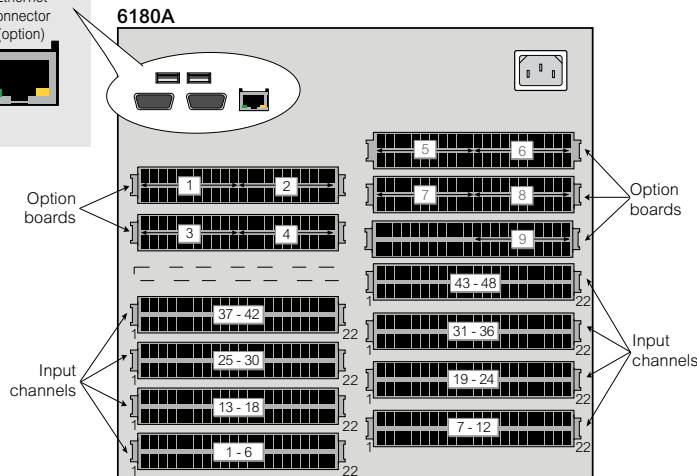 connector
(option)
6180A
5
6
1
2
7
8
Option
boards
Option
boards
3
4
9
43 - 48
1
22
37 - 42
1
22
31 - 36
1
22
Input
channels
25 - 30
1
22
Input
channels
19 - 24
1
22
13 - 18
1
22
7 - 12
1
22
1 - 6
1
22